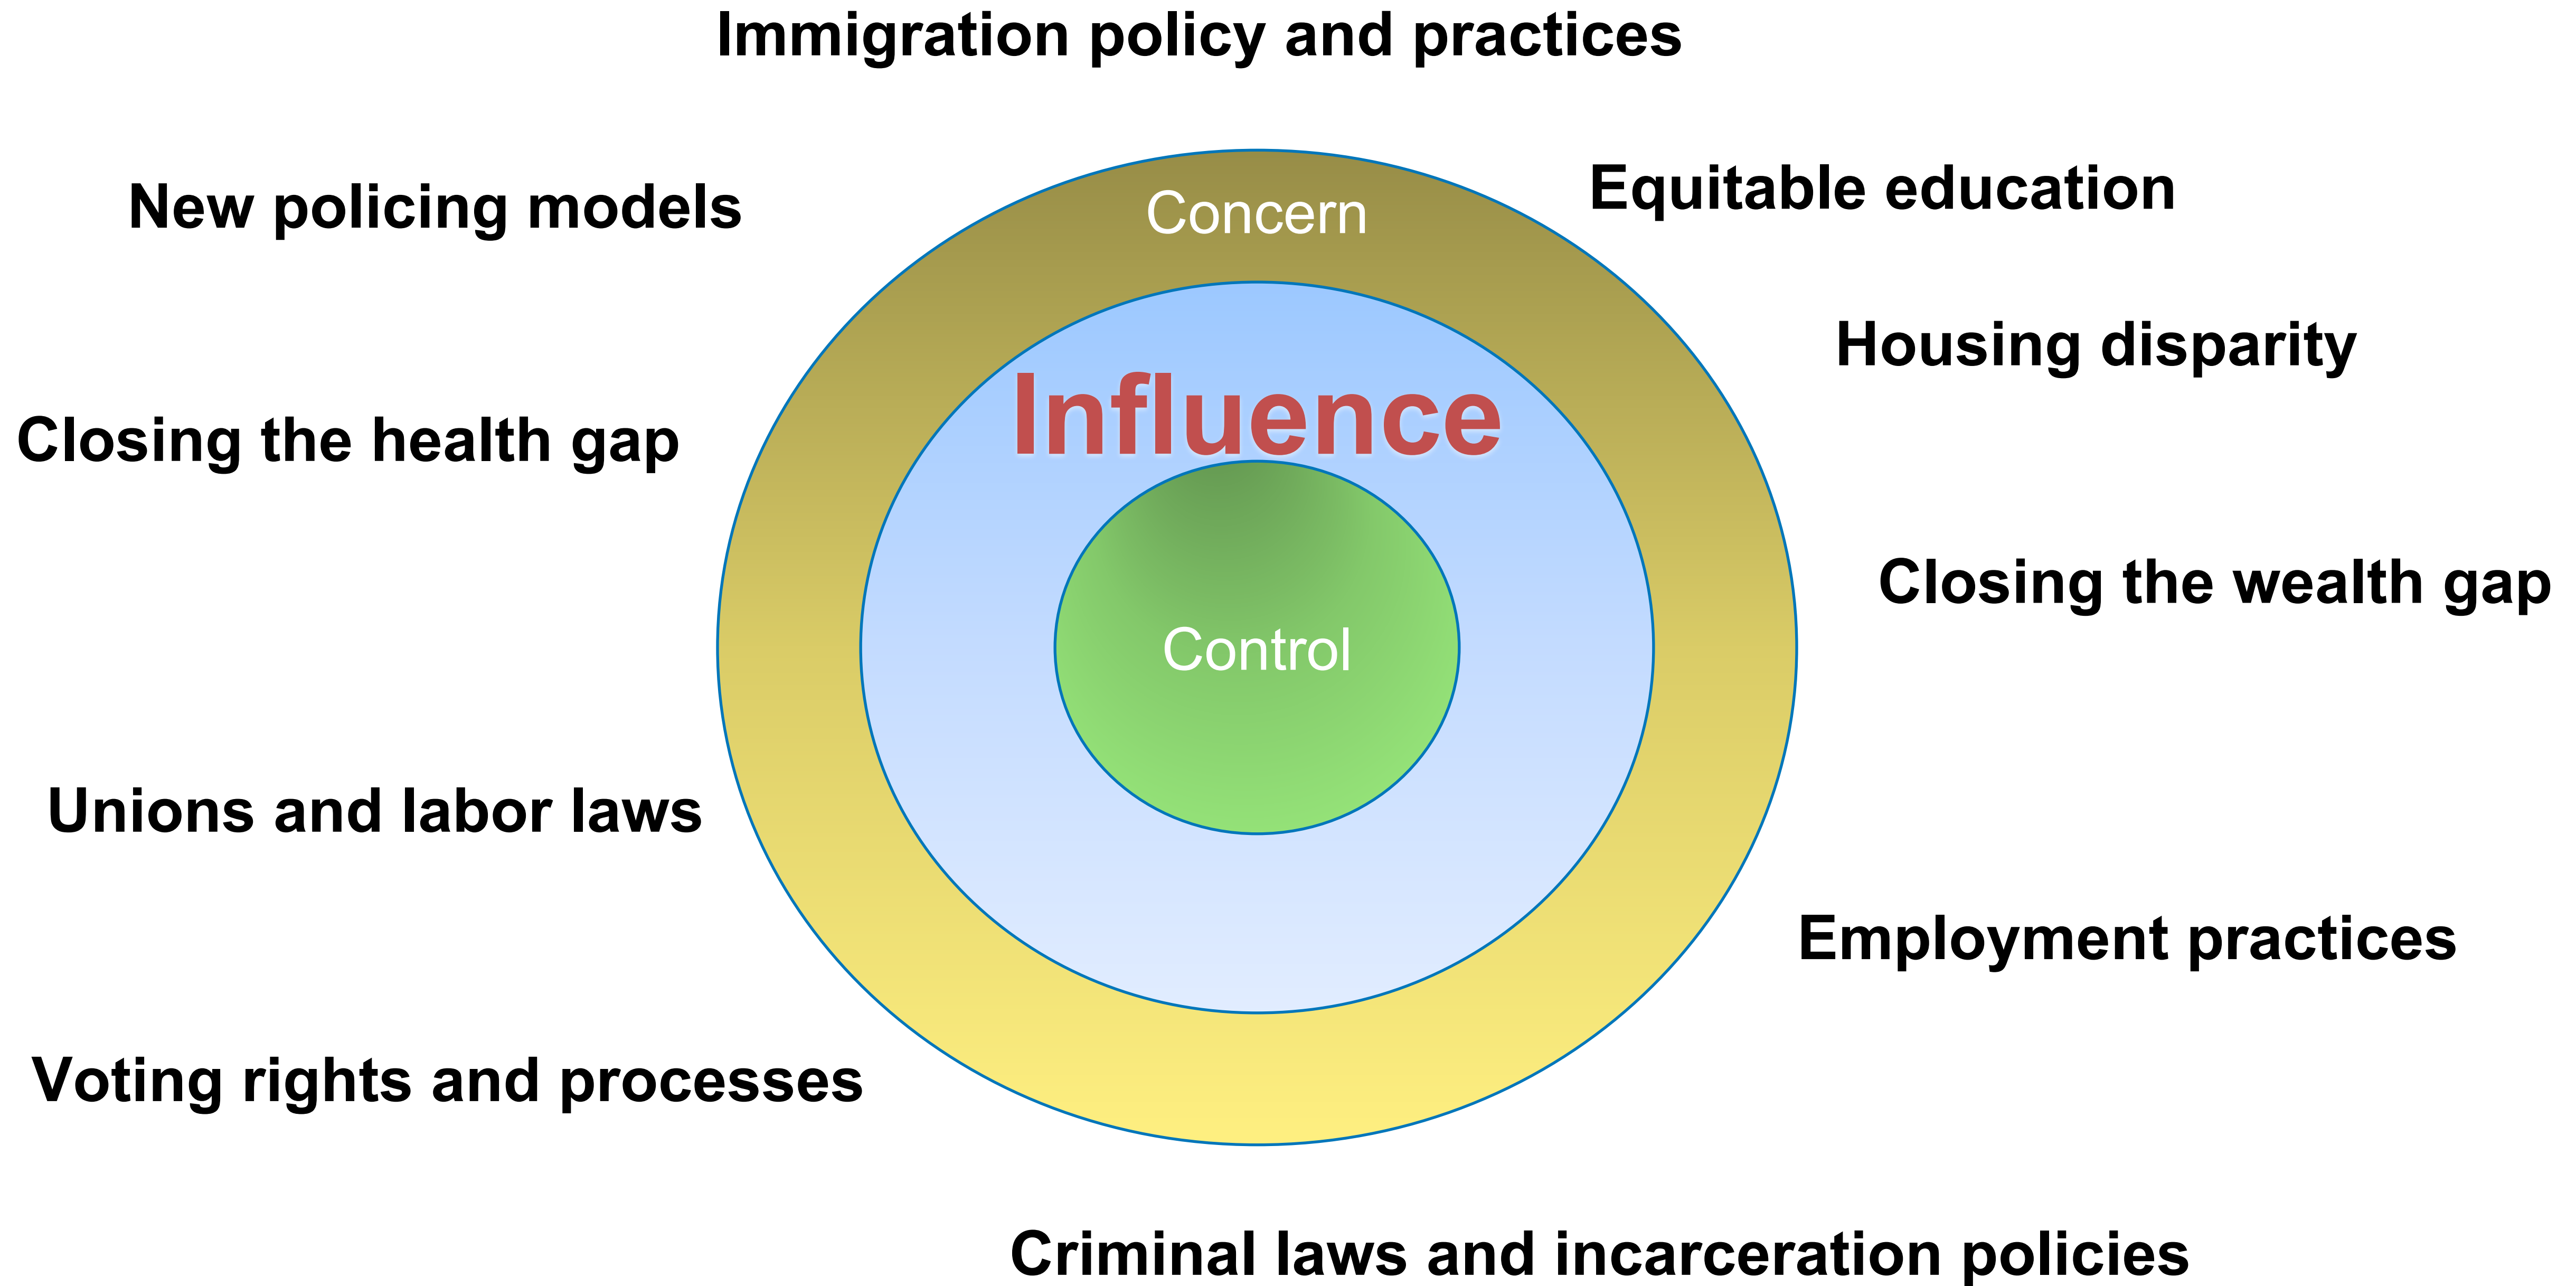 Immigration policy and practices
New policing models
Concern
Equitable education
Housing disparity
Influence
Closing the health gap
Closing the wealth gap
Control
Unions and labor laws
Employment practices
Voting rights and processes
Criminal laws and incarceration policies